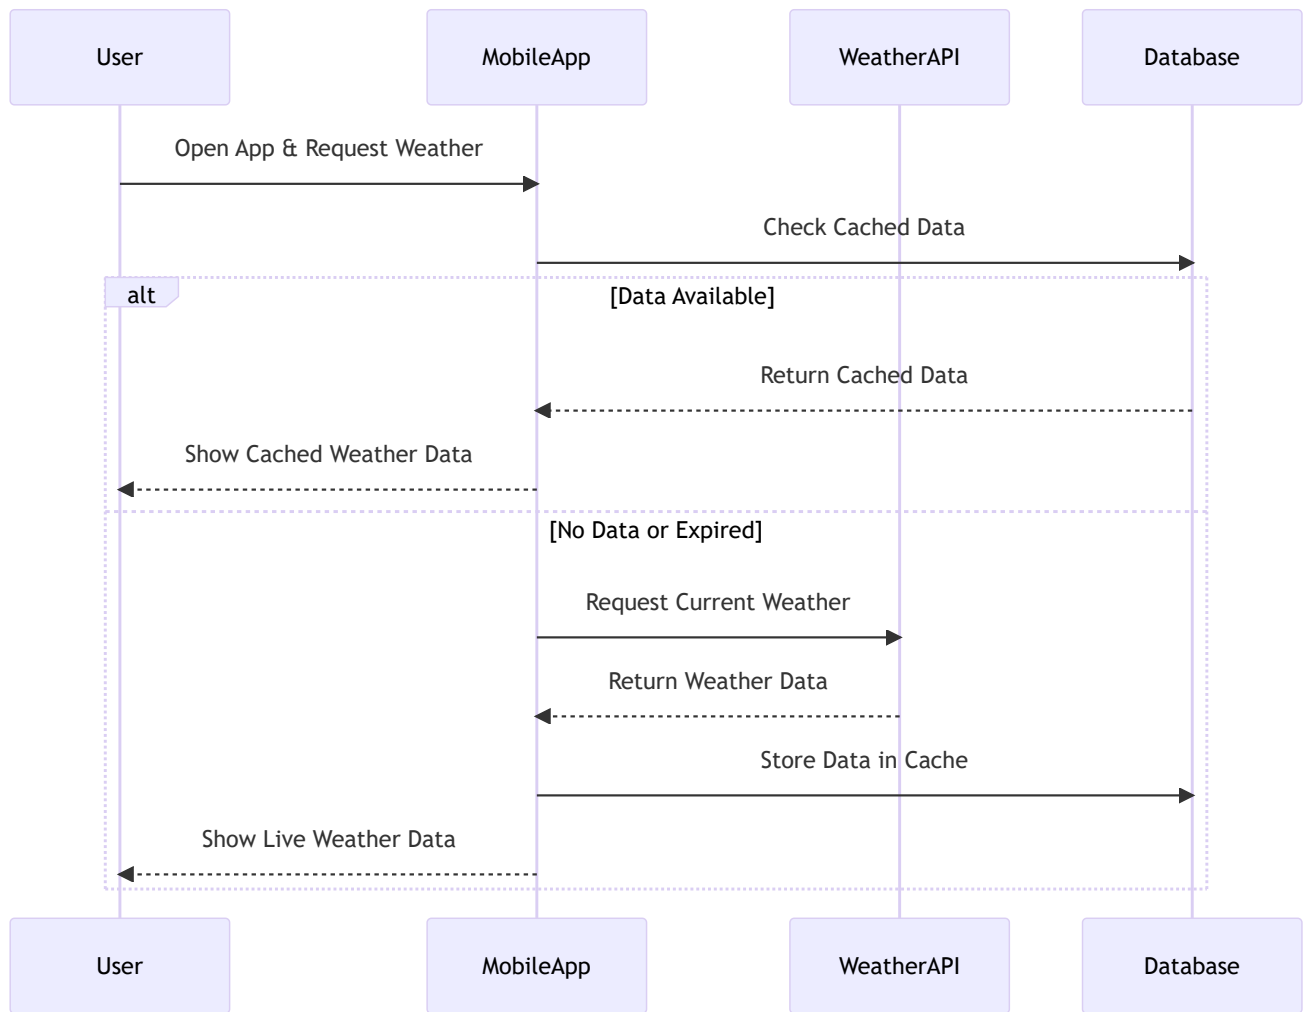 User
MobileApp
WeatherAPI
Database
Open App & Request Weather
Check Cached Data
alt
[Data Available]
Return Cached Data
Show Cached Weather Data
[No Data or Expired]
Request Current Weather
Return Weather Data
Store Data in Cache
Show Live Weather Data
User
MobileApp
WeatherAPI
Database